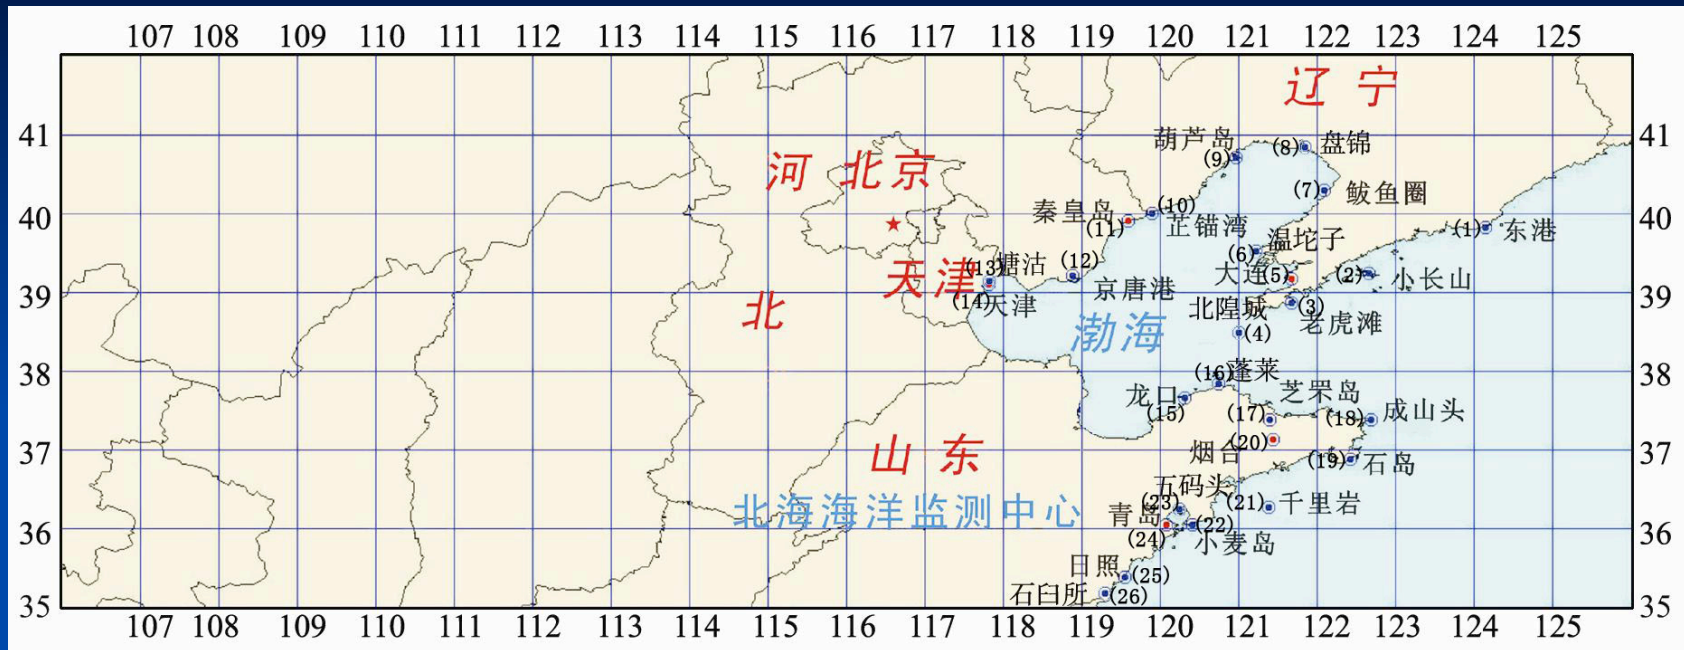 107 108 109 110 111 112 113 114 115 116 117 118 119 120 121 122 123 124 125
辽 宁
41 41
葫芦岛 (9) (8) 盘锦
河 北京
(7) 鲅鱼圈
40 40
秦皇岛 (11) (10) 芷锚湾
(1) 东港
(6) 温坨子
天津
(13) 塘沽 (12) 京唐港
大连 (5) (2) 小长山
39 39
(14) 天津
北
北隍城 (4)
(3) 老虎滩
渤海
38 38
(16) 蓬莱
龙口 (15)
芝罘岛 (17)
(18) 成山头
37 37
山 东
烟台 (20)
(19) 石岛
五码头 (23)
(21) 千里岩
北海海洋监测中心
青岛 (24)
(22) 小麦岛
36 36
日照 (25)
石臼所 (26)
35 35
107 108 109 110 111 112 113 114 115 116 117 118 119 120 121 122 123 124 125